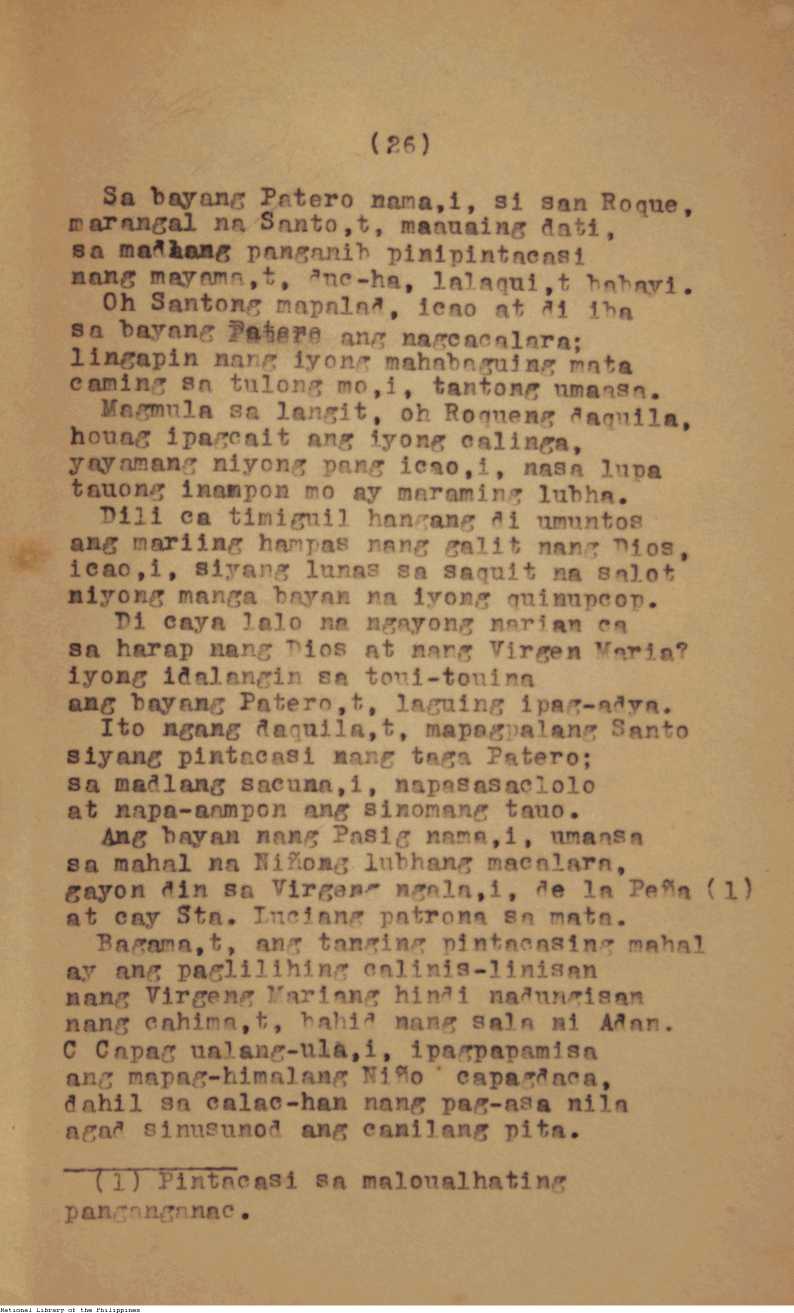 (26)
Sa bayang Patero nama,i, si san Roque,
marangal na Santo,t, maauaing dati,
sa madlang panganib pinipintacasi
nang mayama,t, duc-ha, lalaqui,t babayi.
Oh Santong mapalad, icao at di iba
sa bayang Patere ang nagcacalara;
lingapin nang iyong mahabaguing mata
caming sa tulong mo,i, tantong umaasa.
Magmula sa langit, oh Roqueng daquila,
houag ipagcait ang iyong calinga,
yayamang niyong pang icao,i, nasa lupa
tauong inampon mo ay maraming lubha.
Dili ca timiguil hangang di umuntos
ang mariing hampas nang galit nang Dios,
icao,i, siyang lunas sa saquit na salot
niyong manga bayan na iyong quinupcop.
Di caya lalo na ngayong narian ca
sa harap nang Dios at nang Virgen Maria?
iyong idalangin sa toui-touina
ang bayang Patero,t, laguing ipag-adya.
Ito ngang daquila,t, mapagpalang Santo
siyang pintacasi nang taga Patero;
sa madlang sacuna,i, napasasaclolo
at napa-aampon ang sinomang tauo.
Ang bayan nang Pasig nama,i, umaasa
sa mahal na Niñong lubhang macalara,
gayon din sa Virgeng ngala,i, de la Peña (1)
at cay Sta. Luciang patrona sa mata.
Bagama,t, ang tanging pintacasing mahal
ay ang paglilihing calinis-linisan
nang Virgeng Mariang hindi nadungisan
nang cahima,t, bahid nang sala ni Adan.
C Capag ualang-ula,i, ipagpapamisa
ang mapag-himalang Niño capagdaca,
dahil sa calac-han nang pag-asa nila
agad sinusunod ang canilang pita.
(1) Pintacasi sa maloualhating
panganganac.
National Library of the Philippines